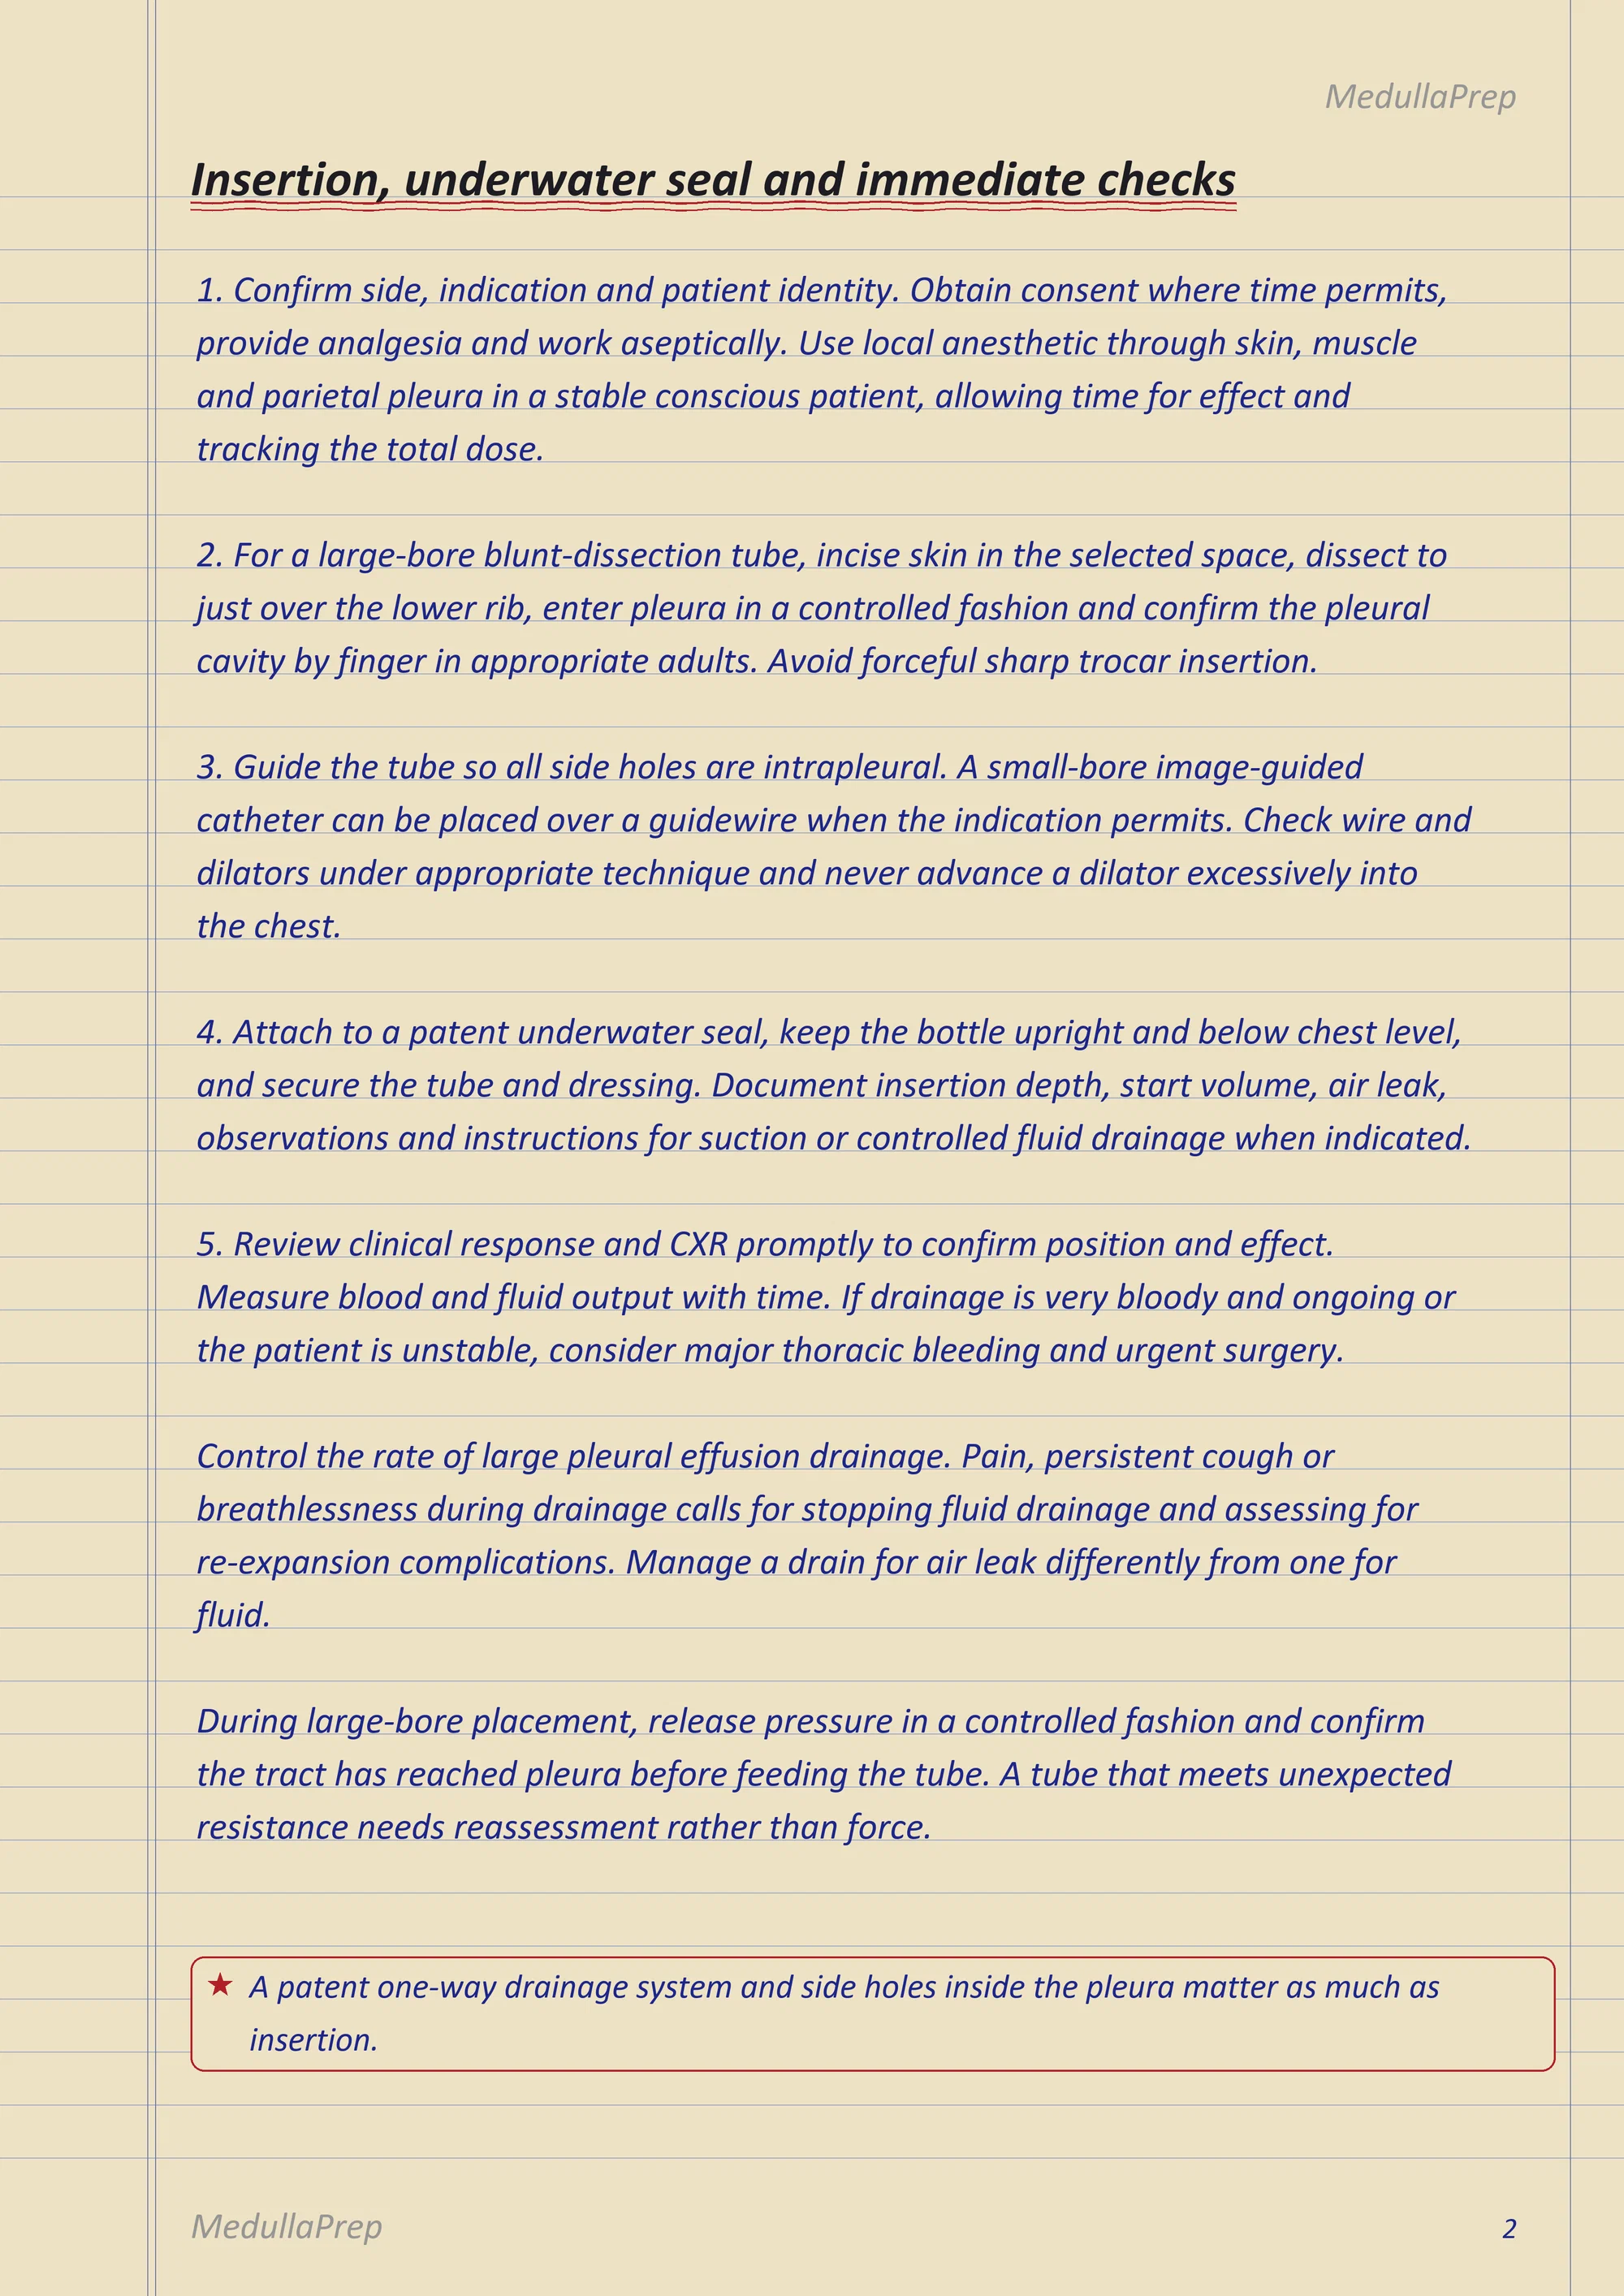 MedullaPrep
Insertion, underwater seal and immediate checks
1. Confirm side, indication and patient identity. Obtain consent where time permits,
provide analgesia and work aseptically. Use local anesthetic through skin, muscle
and parietal pleura in a stable conscious patient, allowing time for effect and
tracking the total dose.
2. For a large-bore blunt-dissection tube, incise skin in the selected space, dissect to
just over the lower rib, enter pleura in a controlled fashion and confirm the pleural
cavity by finger in appropriate adults. Avoid forceful sharp trocar insertion.
3. Guide the tube so all side holes are intrapleural. A small-bore image-guided
catheter can be placed over a guidewire when the indication permits. Check wire and
dilators under appropriate technique and never advance a dilator excessively into
the chest.
4. Attach to a patent underwater seal, keep the bottle upright and below chest level,
and secure the tube and dressing. Document insertion depth, start volume, air leak,
observations and instructions for suction or controlled fluid drainage when indicated.
5. Review clinical response and CXR promptly to confirm position and effect.
Measure blood and fluid output with time. If drainage is very bloody and ongoing or
the patient is unstable, consider major thoracic bleeding and urgent surgery.
Control the rate of large pleural effusion drainage. Pain, persistent cough or
breathlessness during drainage calls for stopping fluid drainage and assessing for
re-expansion complications. Manage a drain for air leak differently from one for
fluid.
During large-bore placement, release pressure in a controlled fashion and confirm
the tract has reached pleura before feeding the tube. A tube that meets unexpected
resistance needs reassessment rather than force.
★ A patent one-way drainage system and side holes inside the pleura matter as much as
insertion.
MedullaPrep
2